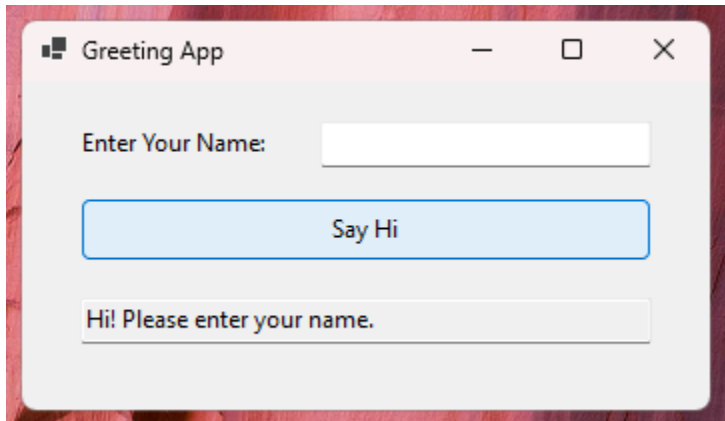 Greeting App
Enter Your Name:
Say Hi
Hi! Please enter your name.